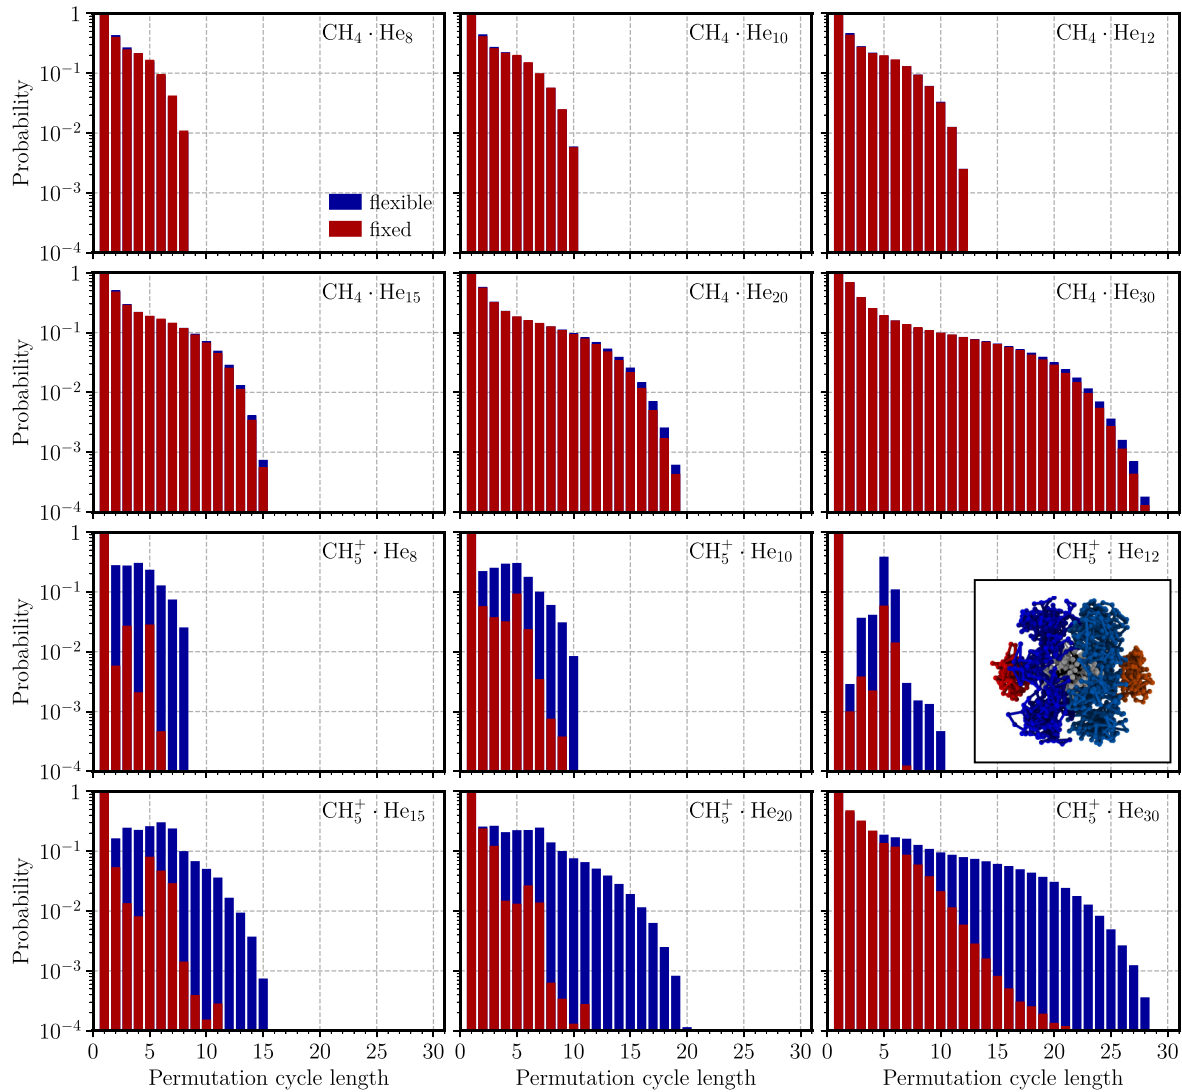 CH₄ · He₈
CH₄ · He₁₀
CH₄ · He₁₂
Probability
1
10⁻¹
10⁻²
10⁻³
10⁻⁴
flexible
fixed
CH₄ · He₁₅
CH₄ · He₂₀
CH₄ · He₃₀
Probability
1
10⁻¹
10⁻²
10⁻³
10⁻⁴
CH₅⁺ · He₈
CH₅⁺ · He₁₀
CH₅⁺ · He₁₂
Probability
1
10⁻¹
10⁻²
10⁻³
10⁻⁴
CH₅⁺ · He₁₅
CH₅⁺ · He₂₀
CH₅⁺ · He₃₀
Probability
1
10⁻¹
10⁻²
10⁻³
10⁻⁴
0 5 10 15 20 25 30
0 5 10 15 20 25 30
0 5 10 15 20 25 30
Permutation cycle length
Permutation cycle length
Permutation cycle length